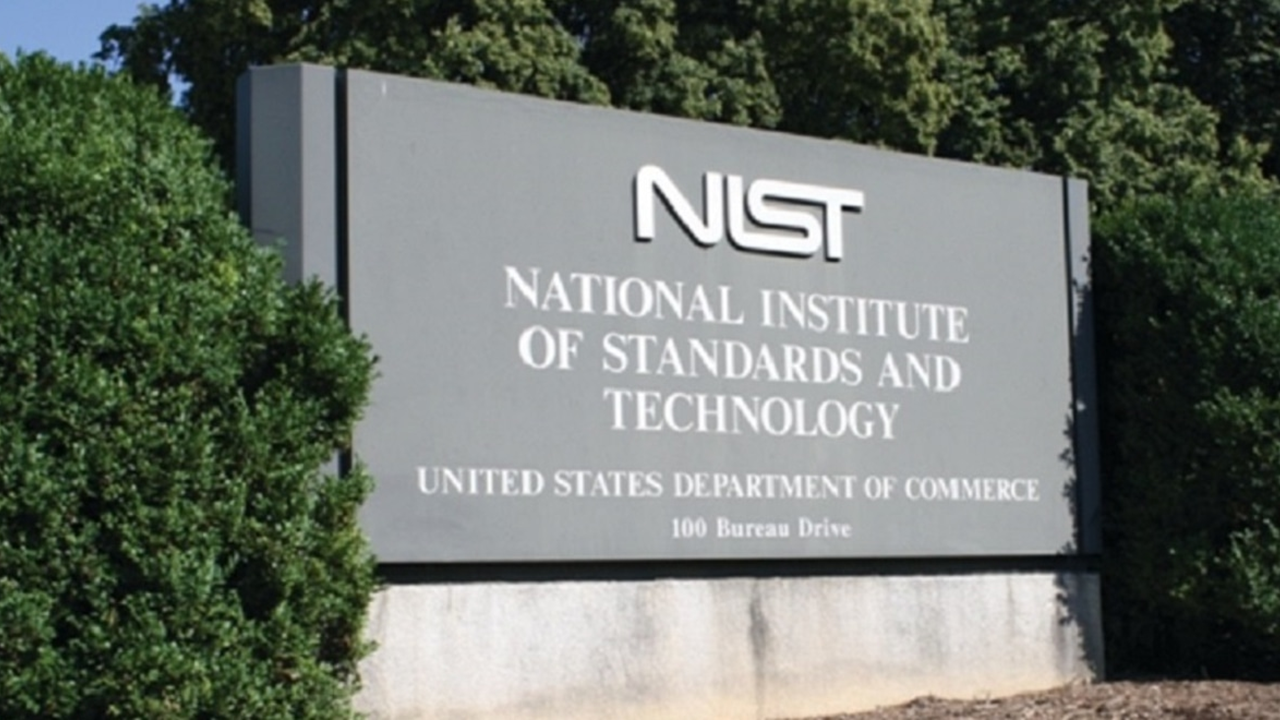 NIST
NATIONAL INSTITUTE
OF STANDARDS AND
TECHNOLOGY
UNITED STATES DEPARTMENT OF COMMERCE
100 Bureau Drive